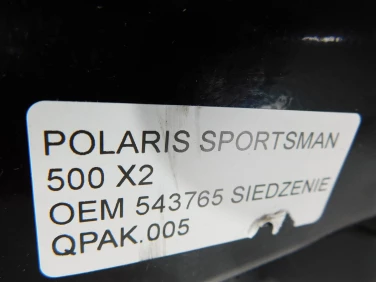 POLARIS SPORTSMAN
500 X2
OEM 543765 SIEDZENIE
QPAK.005